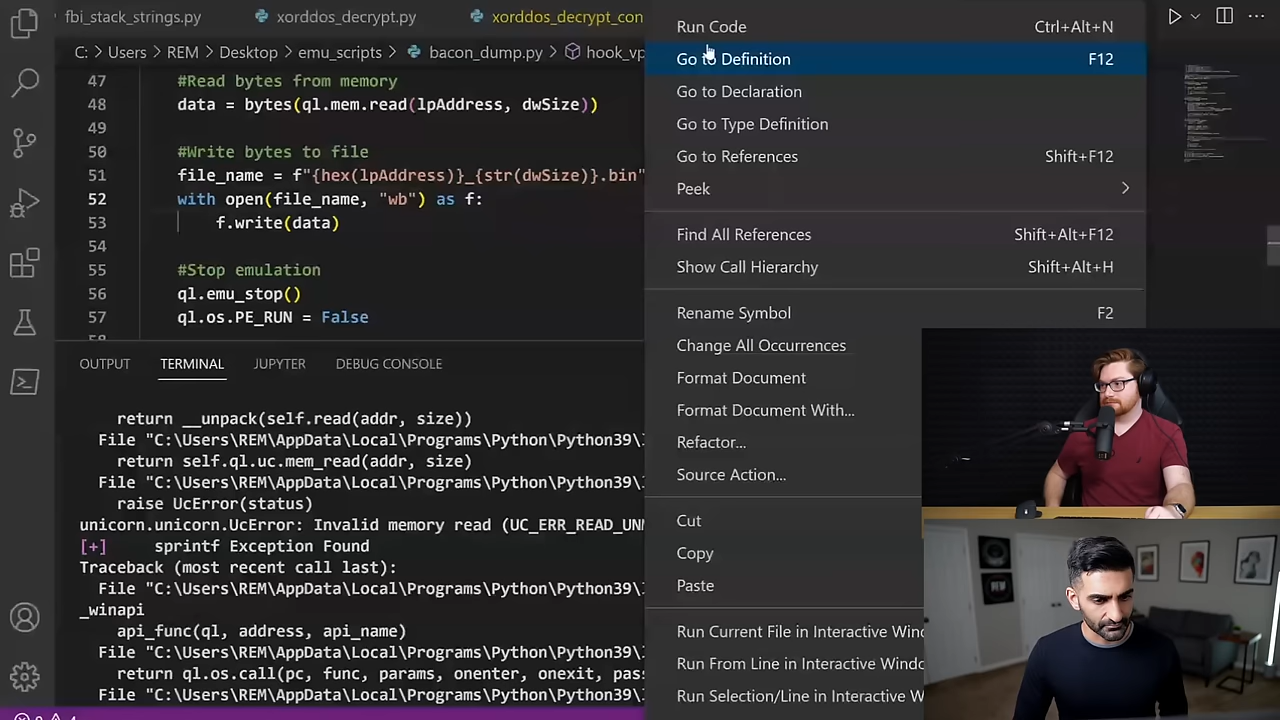 fbi_stack_strings.py
xorddos_decrypt.py
xorddos_decrypt_con
C: > Users > REM > Desktop > emu_scripts > bacon_dump.py > hook_vp
47 #Read bytes from memory
48 data = bytes(ql.mem.read(lpAddress, dwSize))
49
50 #Write bytes to file
51 file_name = f"{hex(lpAddress)}_{str(dwSize)}.bin"
52 with open(file_name, "wb") as f:
53 f.write(data)
54
55 #Stop emulation
56 ql.emu_stop()
57 ql.os.PE_RUN = False
58
OUTPUT TERMINAL JUPYTER DEBUG CONSOLE
return __unpack(self.read(addr, size))
File "C:\Users\REM\AppData\Local\Programs\Python\Python39\
return self.ql.uc.mem_read(addr, size)
File "C:\Users\REM\AppData\Local\Programs\Python\Python39\
raise UcError(status)
unicorn.unicorn.UcError: Invalid memory read (UC_ERR_READ_UNM
[+] sprintf Exception Found
Traceback (most recent call last):
File "C:\Users\REM\AppData\Local\Programs\Python\Python39\
_winapi
api_func(ql, address, api_name)
File "C:\Users\REM\AppData\Local\Programs\Python\Python39\
return ql.os.call(pc, func, params, onenter, onexit, pas
File "C:\Users\REM\AppData\Local\Programs\Python\Python39\
Run Code Ctrl+Alt+N
Go to Definition F12
Go to Declaration
Go to Type Definition
Go to References Shift+F12
Peek
Find All References Shift+Alt+F12
Show Call Hierarchy Shift+Alt+H
Rename Symbol F2
Change All Occurrences
Format Document
Format Document With...
Refactor...
Source Action...
Cut
Copy
Paste
Run Current File in Interactive Wind
Run From Line in Interactive Windo
Run Selection/Line in Interactive W
REM